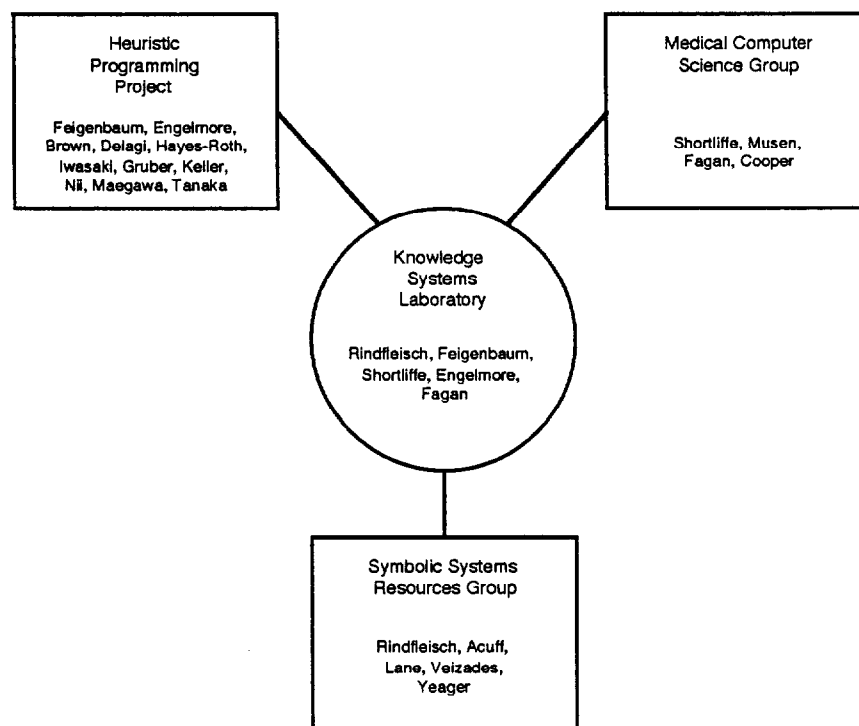 Heuristic
Programming
Project
Feigenbaum, Engelmore,
Brown, Delagi, Hayes-Roth,
Iwasaki, Gruber, Keller,
Nii, Maegawa, Tanaka
Medical Computer
Science Group
Shortliffe, Musen,
Fagan, Cooper
Knowledge
Systems
Laboratory
Rindfleisch, Feigenbaum,
Shortliffe, Engelmore,
Fagan
Symbolic Systems
Resources Group
Rindfleisch, Acuff,
Lane, Veizades,
Yeager